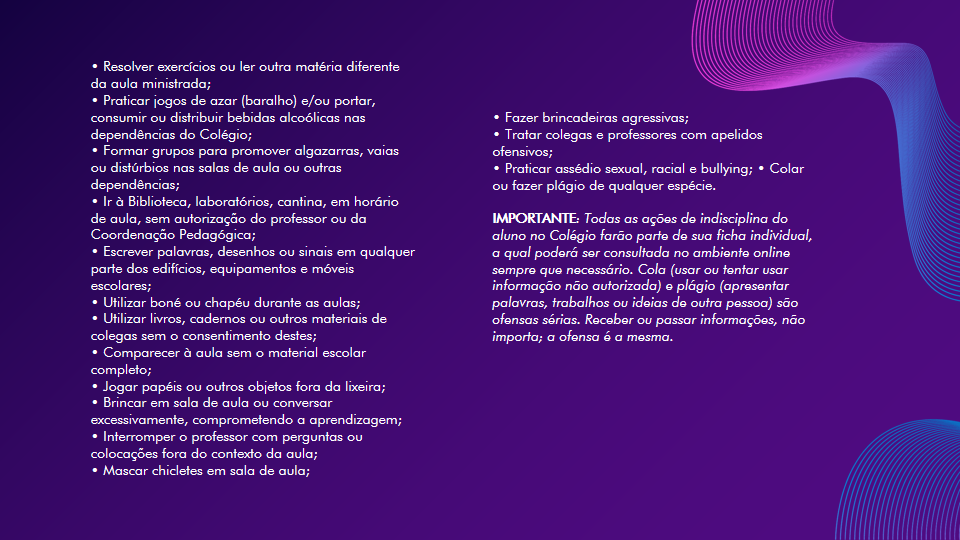 • Resolver exercícios ou ler outra matéria diferente
da aula ministrada;
• Praticar jogos de azar (baralho) e/ou portar,
consumir ou distribuir bebidas alcoólicas nas
dependências do Colégio;
• Formar grupos para promover algazarras, vaias
ou distúrbios nas salas de aula ou outras
dependências;
• Ir à Biblioteca, laboratórios, cantina, em horário
de aula, sem autorização do professor ou da
Coordenação Pedagógica;
• Escrever palavras, desenhos ou sinais em qualquer
parte dos edifícios, equipamentos e móveis
escolares;
• Utilizar boné ou chapéu durante as aulas;
• Utilizar livros, cadernos ou outros materiais de
colegas sem o consentimento destes;
• Comparecer à aula sem o material escolar
completo;
• Jogar papéis ou outros objetos fora da lixeira;
• Brincar em sala de aula ou conversar
excessivamente, comprometendo a aprendizagem;
• Interromper o professor com perguntas ou
colocações fora do contexto da aula;
• Mascar chicletes em sala de aula;
• Fazer brincadeiras agressivas;
• Tratar colegas e professores com apelidos
ofensivos;
• Praticar assédio sexual, racial e bullying; • Colar
ou fazer plágio de qualquer espécie.
IMPORTANTE: Todas as ações de indisciplina do
aluno no Colégio farão parte de sua ficha individual,
a qual poderá ser consultada no ambiente online
sempre que necessário. Cola (usar ou tentar usar
informação não autorizada) e plágio (apresentar
palavras, trabalhos ou ideias de outra pessoa) são
ofensas sérias. Receber ou passar informações, não
importa; a ofensa é a mesma.